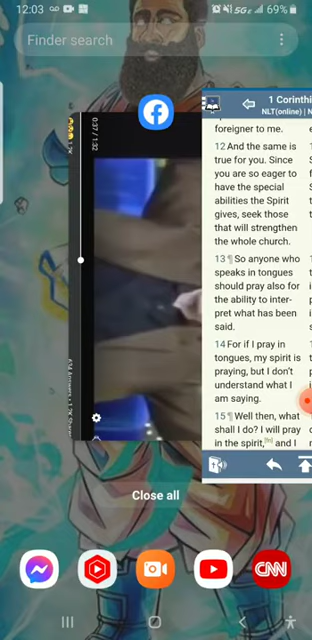 12:03
5GE
69%
Finder search
0:37 / 1:32
1 Corinthi
NLT(online) | N
foreigner to me.
12 And the same is
true for you. Since
you are so eager to
have the special
abilities the Spirit
gives, seek those
that will strengthen
the whole church.
13 ¶ So anyone who
speaks in tongues
should pray also for
the ability to inter-
pret what has been
said.
14 For if I pray in
tongues, my spirit is
praying, but I don't
understand what I
am saying.
15 ¶ Well then, what
shall I do? I will pray
in the spirit,[b] and I
Close all
CNN